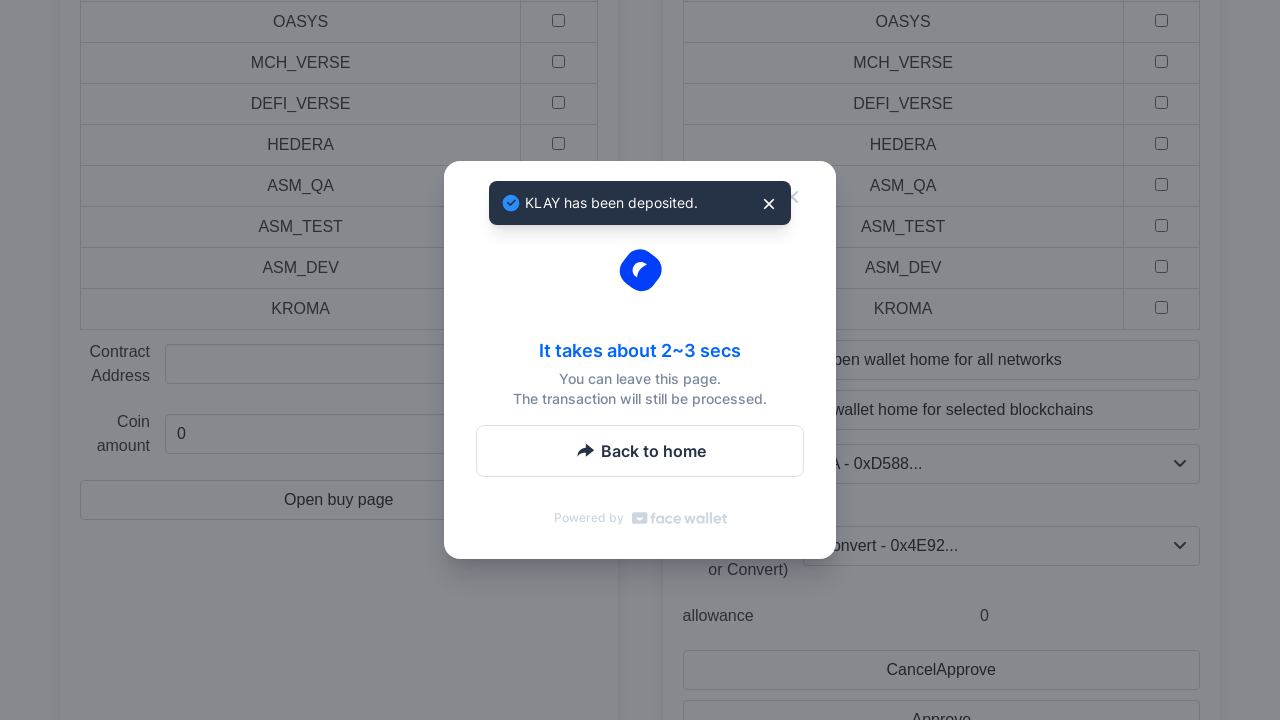 OASYS
MCH_VERSE
DEFI_VERSE
HEDERA
ASM_QA
ASM_TEST
ASM_DEV
KROMA
Contract
Address
Coin
amount
0
Open buy page
OASYS
MCH_VERSE
DEFI_VERSE
HEDERA
ASM_QA
ASM_TEST
ASM_DEV
KROMA
pen wallet home for all networks
wallet home for selected blockchains
A - 0xD588...
onvert - 0x4E92...
or Convert)
allowance
0
CancelApprove
Approve
KLAY has been deposited.
It takes about 2~3 secs
You can leave this page.
The transaction will still be processed.
Back to home
Powered by face wallet